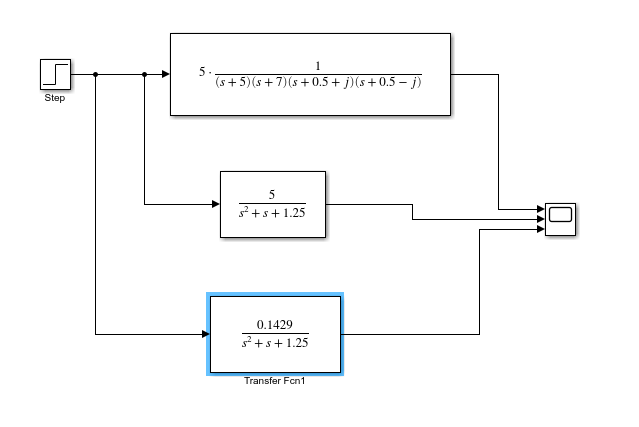 5 · 1 / (s + 5)(s + 7)(s + 0.5 + j)(s + 0.5 − j)
Step
5
s² + s + 1.25
0.1429
s² + s + 1.25
Transfer Fcn1